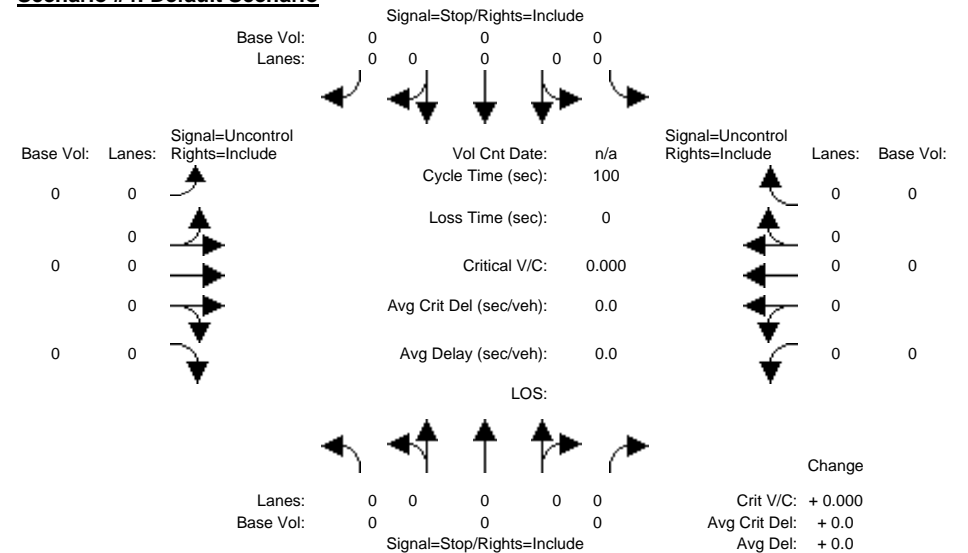 Scenario #1: Default Scenario
Signal=Stop/Rights=Include
Base Vol: 0 0 0
Lanes: 0 0 0 0 0
Signal=Uncontrol
Rights=Include
Base Vol: Lanes:
Vol Cnt Date: n/a
Signal=Uncontrol
Rights=Include
Lanes: Base Vol:
Cycle Time (sec): 100
0 0 0 0
Loss Time (sec): 0
0 0
0 0 Critical V/C: 0.000 0 0
0 Avg Crit Del (sec/veh): 0.0 0
0 0 Avg Delay (sec/veh): 0.0 0 0
LOS:
Change
Lanes: 0 0 0 0 0 Crit V/C: + 0.000
Base Vol: 0 0 0 Avg Crit Del: + 0.0
Signal=Stop/Rights=Include Avg Del: + 0.0